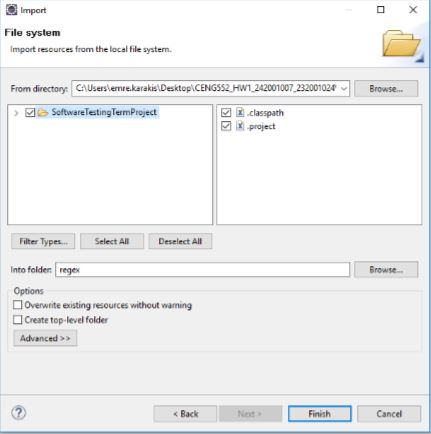 Import
File system
Import resources from the local file system.
From directory: C:\Users\emre.karakis\Desktop\CENG552_HW1_242001007_232001024\
Browse...
SoftwareTestingTermProject
.classpath
.project
Filter Types... Select All Deselect All
Into folder: regex Browse...
Options
Overwrite existing resources without warning
Create top-level folder
Advanced >>
< Back Next > Finish Cancel